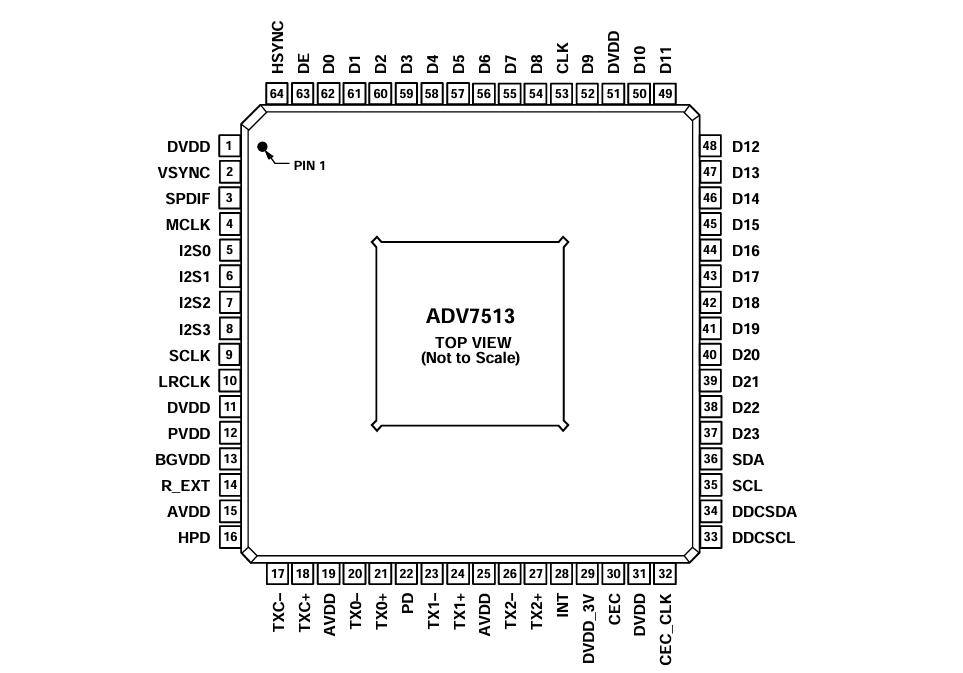 HSYNC DE D0 D1 D2 D3 D4 D5 D6 D7 D8 CLK D9 DVDD D10 D11
64 63 62 61 60 59 58 57 56 55 54 53 52 51 50 49
DVDD 1 48 D12
PIN 1
VSYNC 2 47 D13
SPDIF 3 46 D14
MCLK 4 45 D15
I2S0 5 44 D16
I2S1 6 43 D17
I2S2 7 42 D18
I2S3 8 41 D19
ADV7513
TOP VIEW
(Not to Scale)
SCLK 9 40 D20
LRCLK 10 39 D21
DVDD 11 38 D22
PVDD 12 37 D23
BGVDD 13 36 SDA
R_EXT 14 35 SCL
AVDD 15 34 DDCSDA
HPD 16 33 DDCSCL
17 18 19 20 21 22 23 24 25 26 27 28 29 30 31 32
TXC− TXC+ AVDD TX0− TX0+ PD TX1− TX1+ AVDD TX2− TX2+ INT DVDD_3V CEC DVDD CEC_CLK